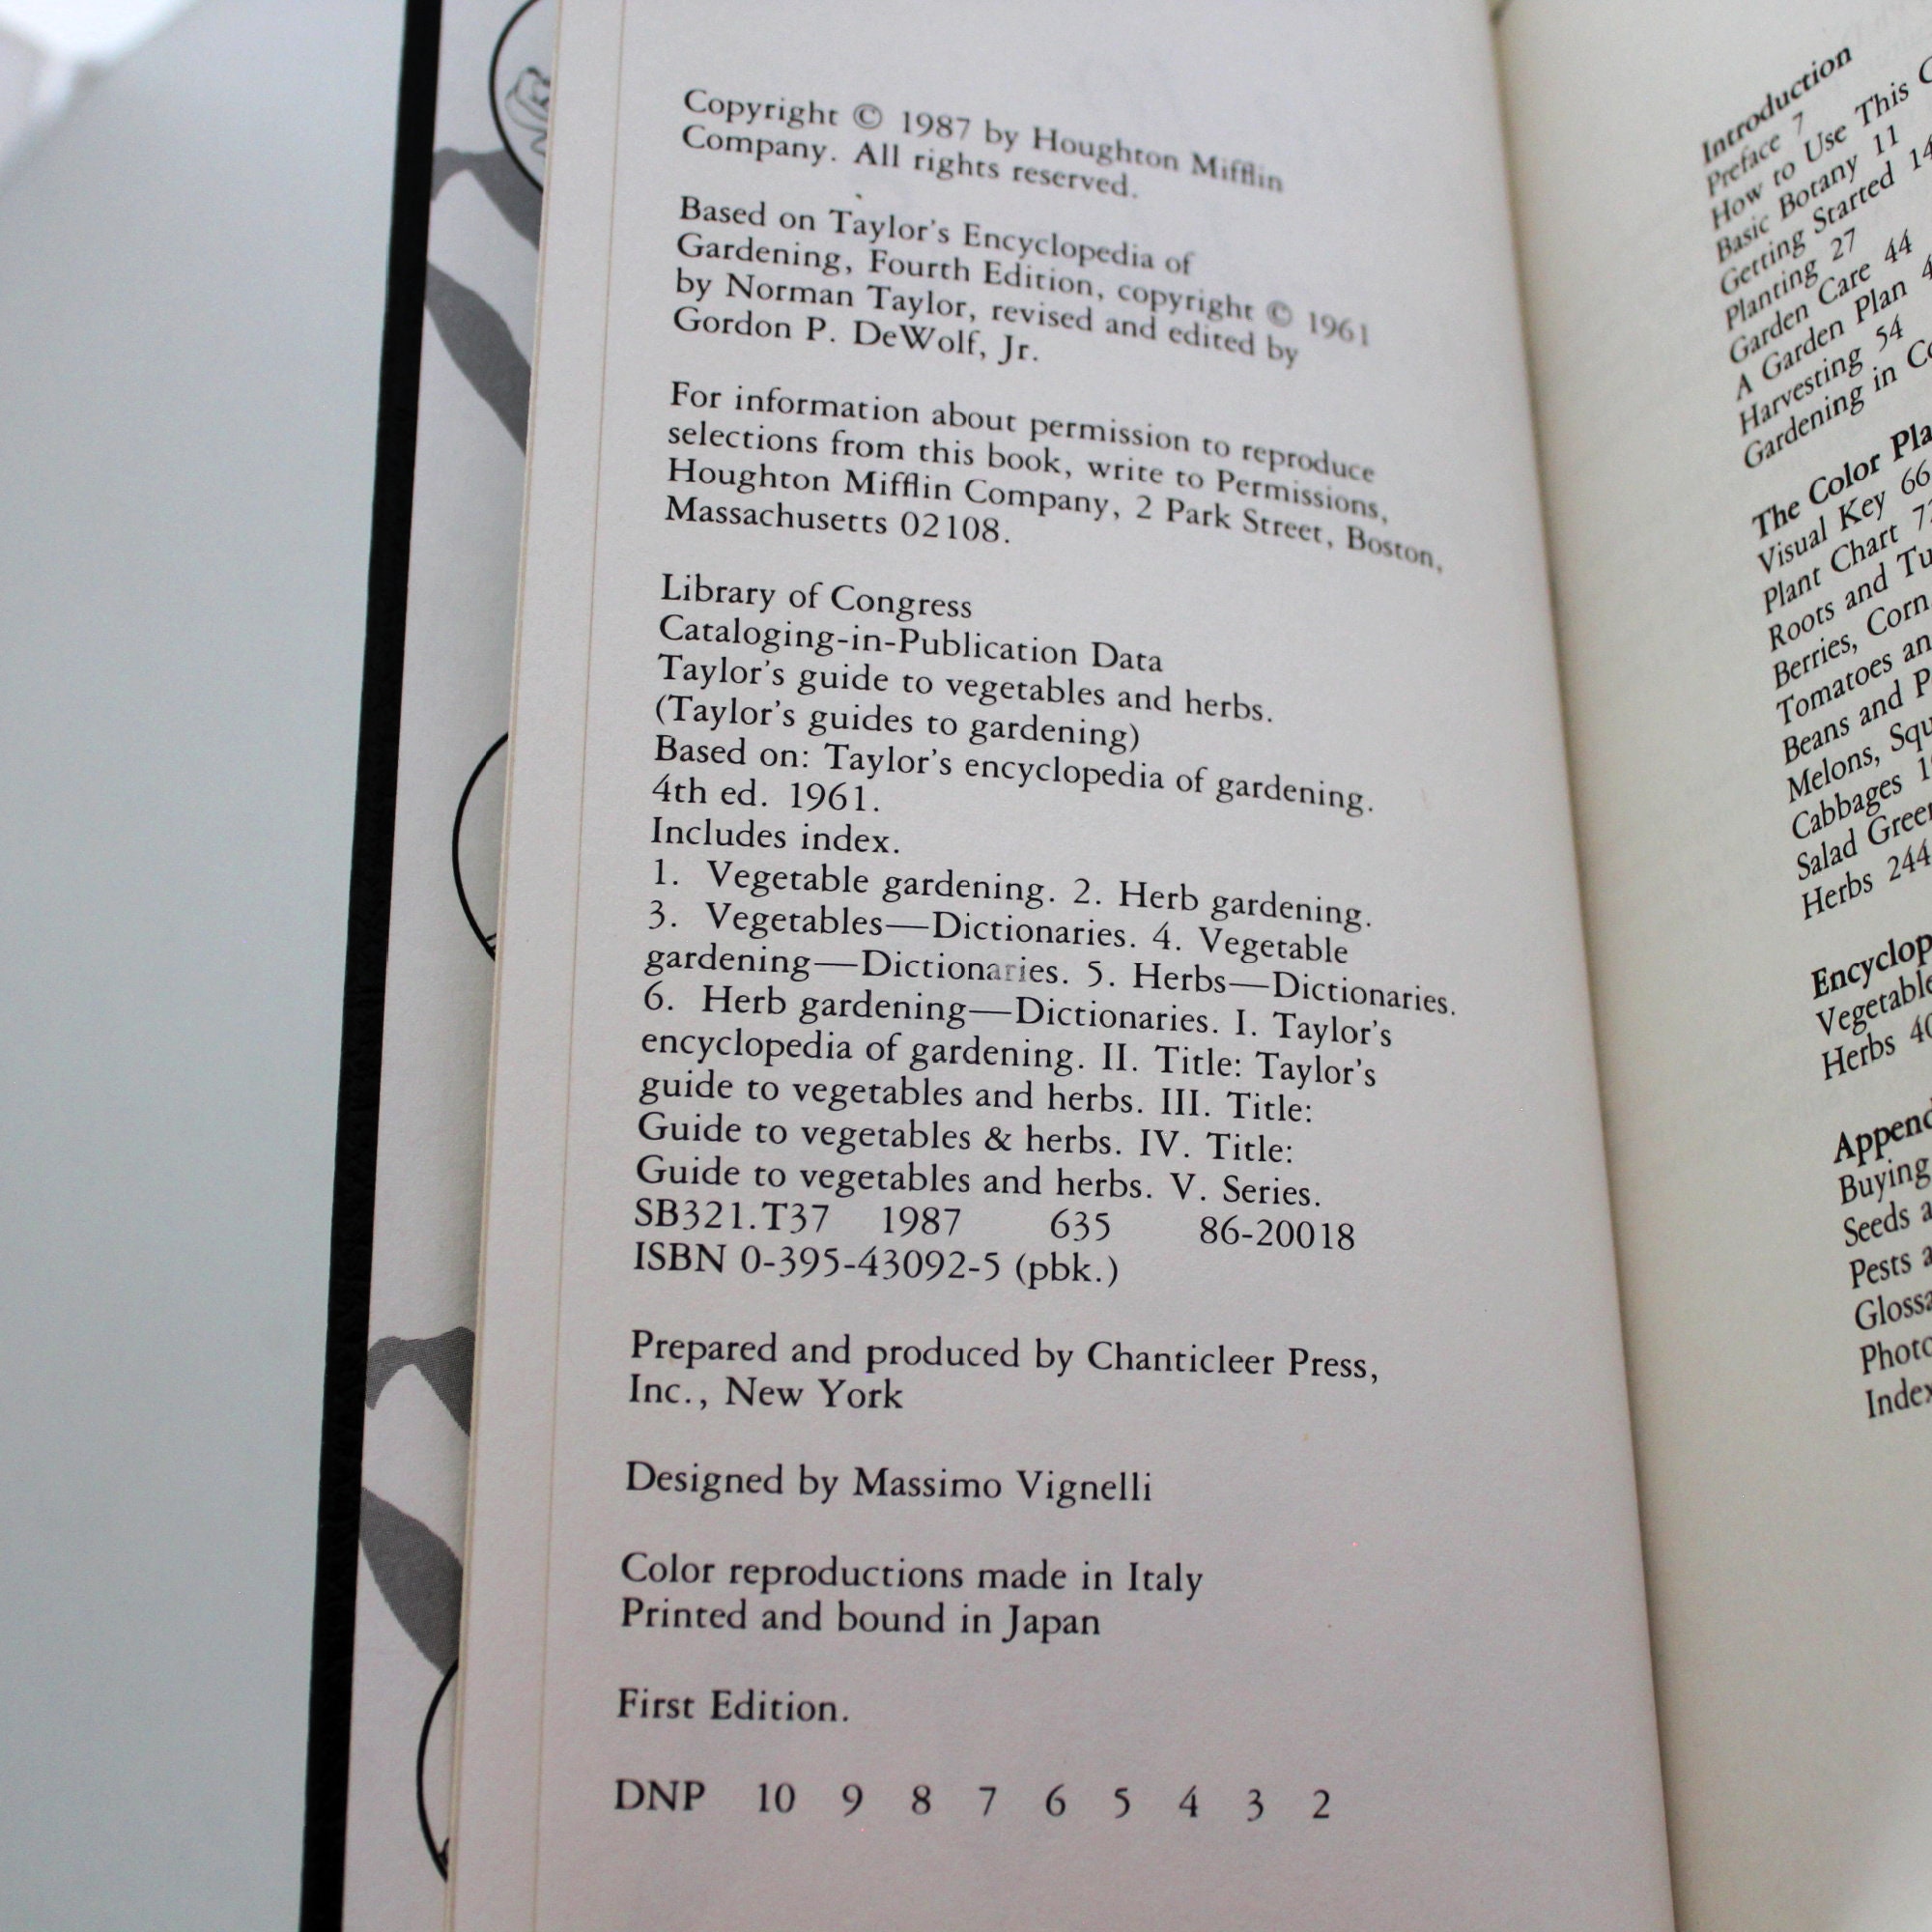 Copyright © 1987 by Houghton Mifflin
Company. All rights reserved.
Based on Taylor's Encyclopedia of
Gardening, Fourth Edition, copyright © 1961
by Norman Taylor, revised and edited by
Gordon P. DeWolf, Jr.
For information about permission to reproduce
selections from this book, write to Permissions,
Houghton Mifflin Company, 2 Park Street, Boston,
Massachusetts 02108.
Library of Congress
Cataloging-in-Publication Data
Taylor's guide to vegetables and herbs.
(Taylor's guides to gardening)
Based on: Taylor's encyclopedia of gardening.
4th ed. 1961.
Includes index.
1. Vegetable gardening. 2. Herb gardening.
3. Vegetables—Dictionaries. 4. Vegetable
gardening—Dictionaries. 5. Herbs—Dictionaries.
6. Herb gardening—Dictionaries. I. Taylor's
encyclopedia of gardening. II. Title: Taylor's
guide to vegetables and herbs. III. Title:
Guide to vegetables & herbs. IV. Title:
Guide to vegetables and herbs. V. Series.
SB321.T37 1987 635 86-20018
ISBN 0-395-43092-5 (pbk.)
Prepared and produced by Chanticleer Press,
Inc., New York
Designed by Massimo Vignelli
Color reproductions made in Italy
Printed and bound in Japan
First Edition.
DNP 10 9 8 7 6 5 4 3 2
Introduction
Preface 7
How to Use This
Basic Botany 11
Getting Started 14
Planting 27
Garden Care 44
A Garden Plan
Harvesting 54
Gardening in
The Color
Visual Key 66
Plant Chart
Roots and
Berries, Corn
Tomatoes
Beans and
Melons,
Cabbages
Salad
Herbs 244
Herbs
Buying
Seeds
Pests
Index